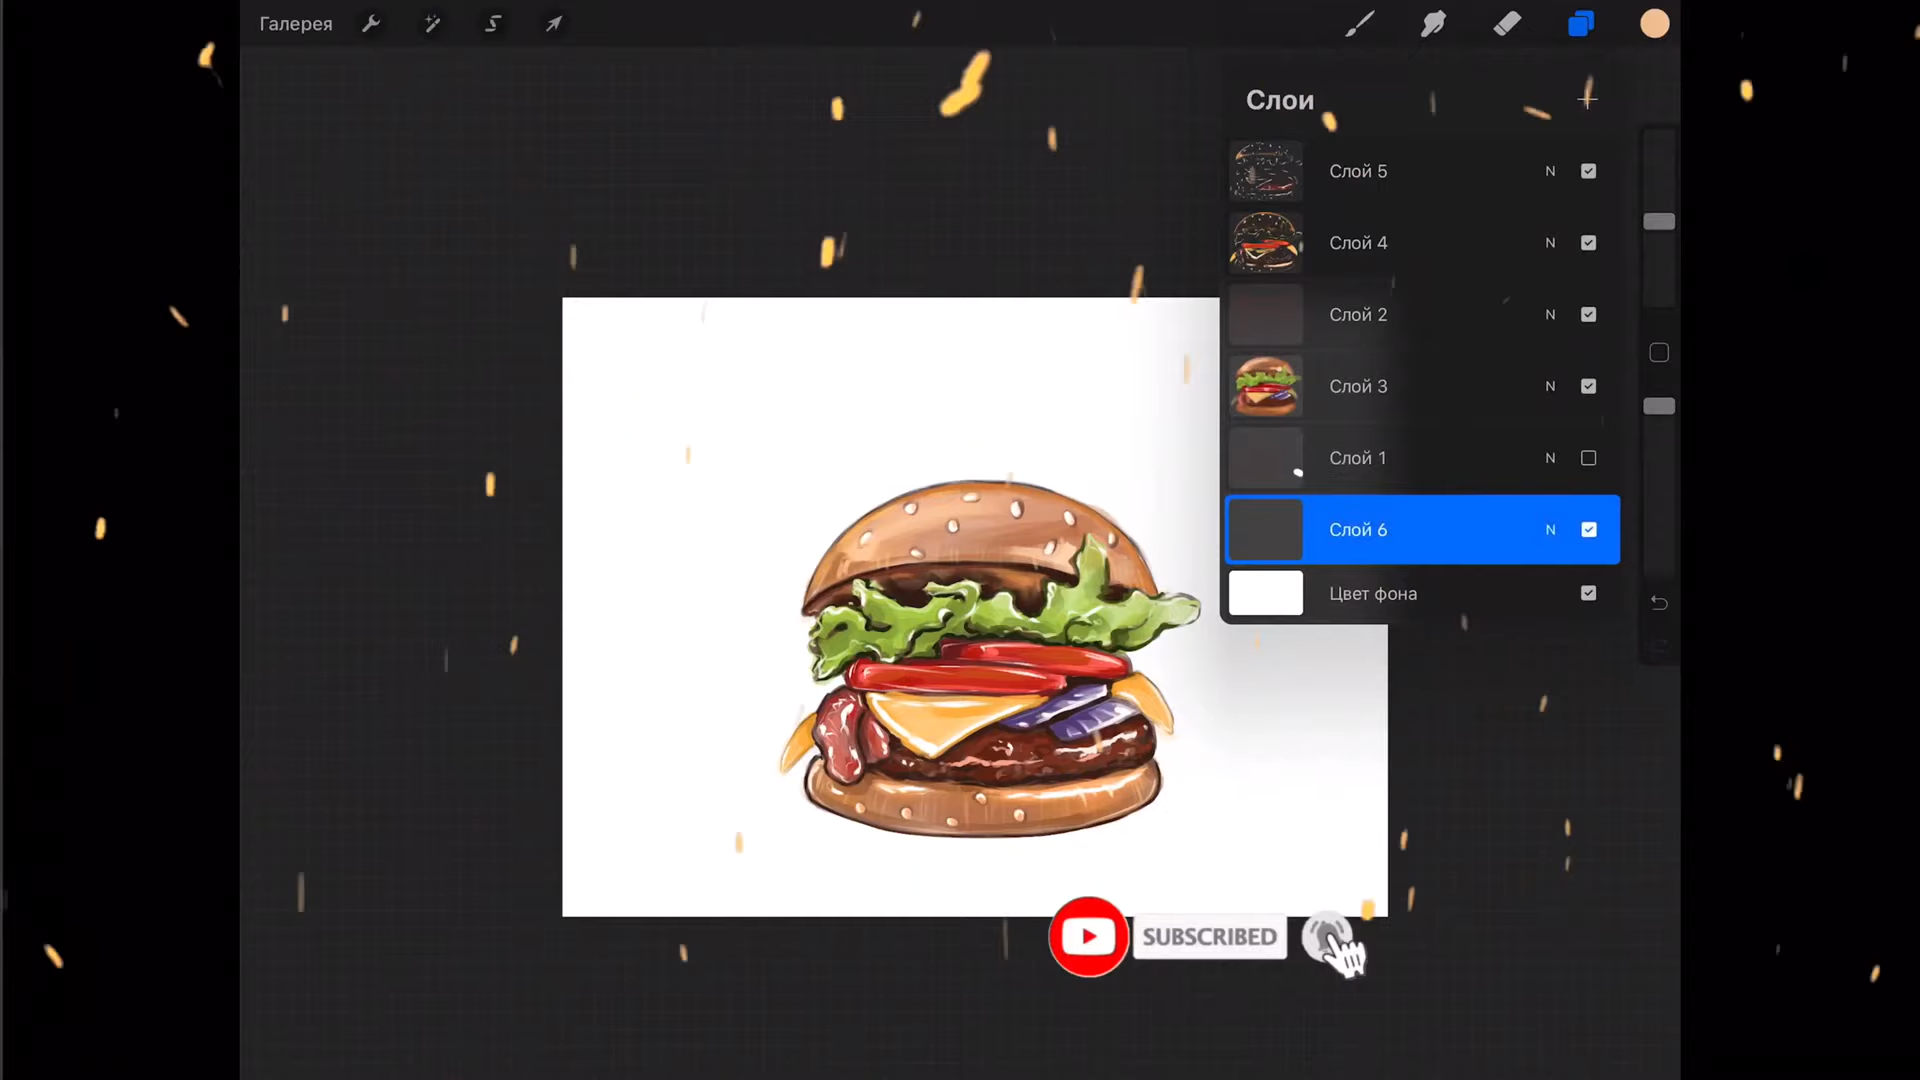 Галерея
Слои
Слой 5 N
Слой 4 N
Слой 2 N
Слой 3 N
Слой 1 N
Слой 6 N
Цвет фона
SUBSCRIBED